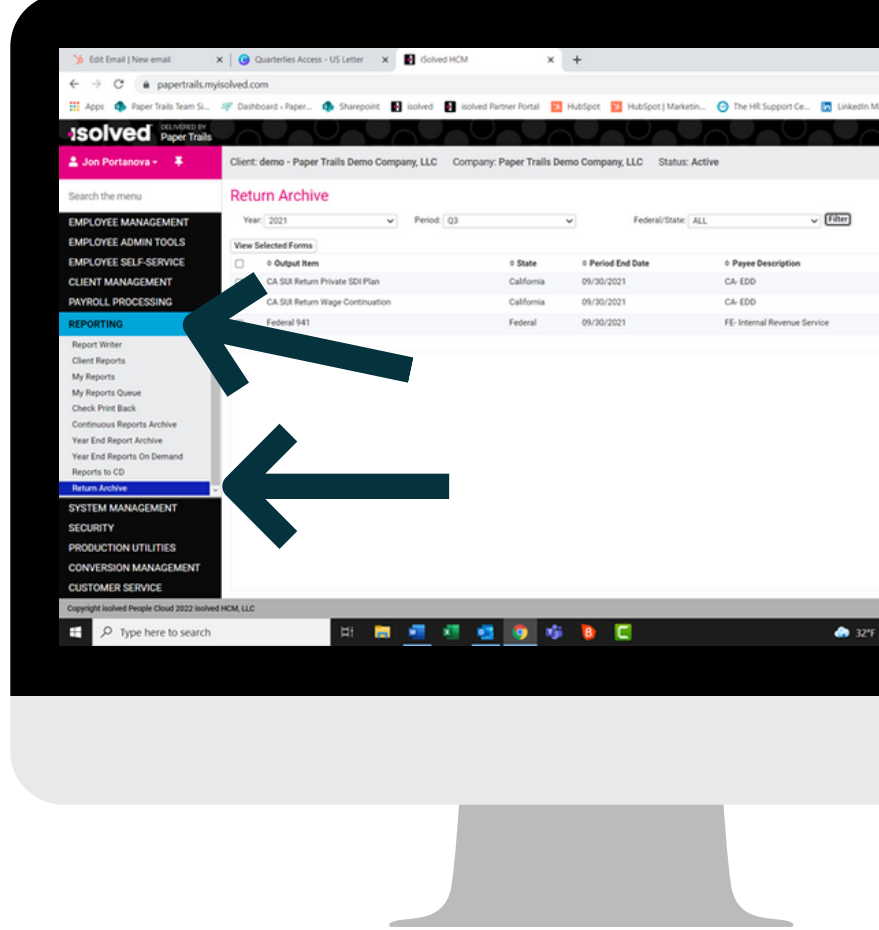 Edit Email | New email
Quarterlies Access - US Letter
iSolved HCM
papertrails.myisolved.com
Apps Paper Trails Team Si... Dashboard ‹ Paper... Sharepoint isolved isolved Partner Portal HubSpot HubSpot | Marketin... The HR Support Ce... LinkedIn M
isolved DELIVERED BY Paper Trails
Jon Portanova
Client: demo - Paper Trails Demo Company, LLC Company: Paper Trails Demo Company, LLC Status: Active
Search the menu
Return Archive
Year: 2021 Period: Q3 Federal/State: ALL Filter
View Selected Forms
Output Item State Period End Date Payee Description
CA SUI Return Private SDI Plan California 09/30/2021 CA- EDD
CA SUI Return Wage Continuation California 09/30/2021 CA- EDD
Federal 941 Federal 09/30/2021 FE- Internal Revenue Service
EMPLOYEE MANAGEMENT
EMPLOYEE ADMIN TOOLS
EMPLOYEE SELF-SERVICE
CLIENT MANAGEMENT
PAYROLL PROCESSING
REPORTING
Report Writer
Client Reports
My Reports
My Reports Queue
Check Print Back
Continuous Reports Archive
Year End Report Archive
Year End Reports On Demand
Reports to CD
Return Archive
SYSTEM MANAGEMENT
SECURITY
PRODUCTION UTILITIES
CONVERSION MANAGEMENT
CUSTOMER SERVICE
Copyright isolved People Cloud 2022 isolved HCM, LLC
Type here to search
32°F